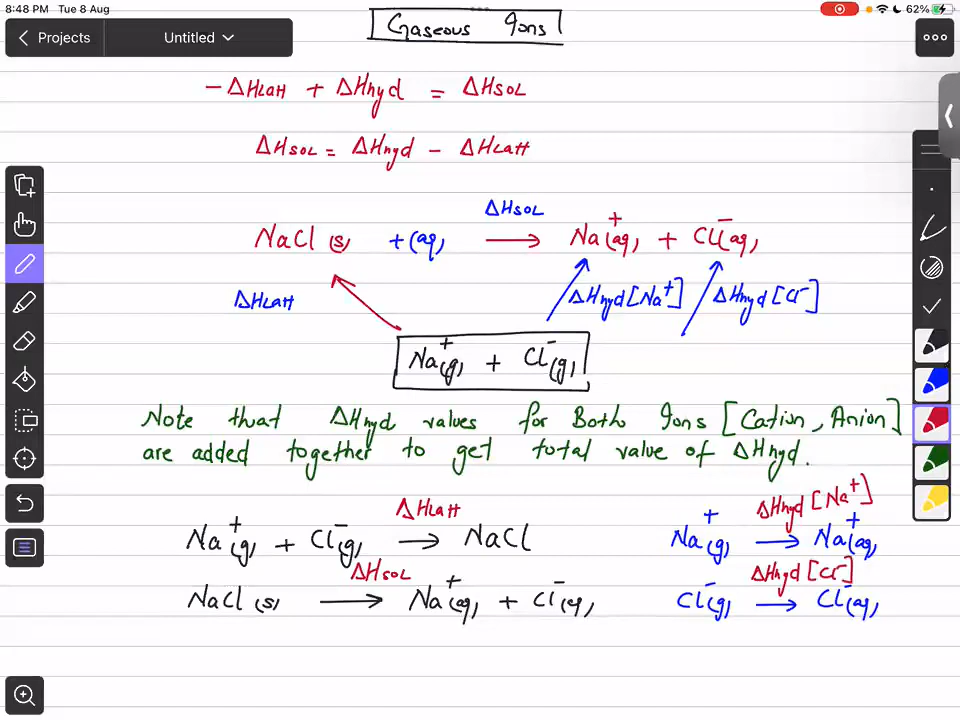 8:48 PM Tue 8 Aug
62%
Projects
Untitled
Gaseous Ions
-ΔHLatt + ΔHhyd = ΔHSOL
ΔHSOL = ΔHhyd - ΔHLatt
ΔHSOL
NaCl(s) + (aq) → Na⁺(aq) + Cl⁻(aq)
ΔHLatt ΔHhyd[Na⁺] ΔHhyd[Cl⁻]
Na⁺(g) + Cl⁻(g)
Note that ΔHhyd values for Both Ions [Cation, Anion]
are added together to get total value of ΔHhyd.
ΔHLatt
Na⁺(g) + Cl⁻(g) → NaCl
ΔHSOL
NaCl(s) → Na⁺(aq) + Cl⁻(aq)
ΔHhyd[Na⁺]
Na⁺(g) → Na⁺(aq)
ΔHhyd[Cl⁻]
Cl⁻(g) → Cl⁻(aq)